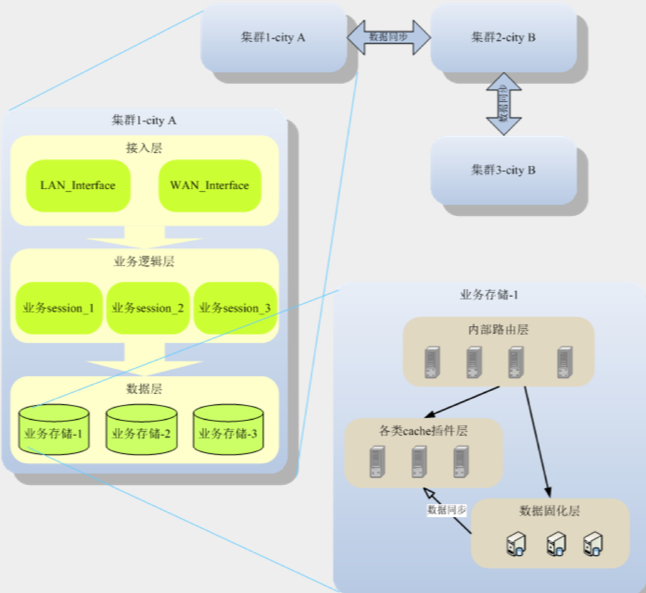 集群1-city A
数据同步
集群2-city B
数据同步
集群3-city B
集群1-city A
接入层
LAN_Interface
WAN_Interface
业务逻辑层
业务session_1
业务session_2
业务session_3
数据层
业务存储-1
业务存储-2
业务存储-3
业务存储-1
内部路由层
各类cache插件层
数据同步
数据固化层